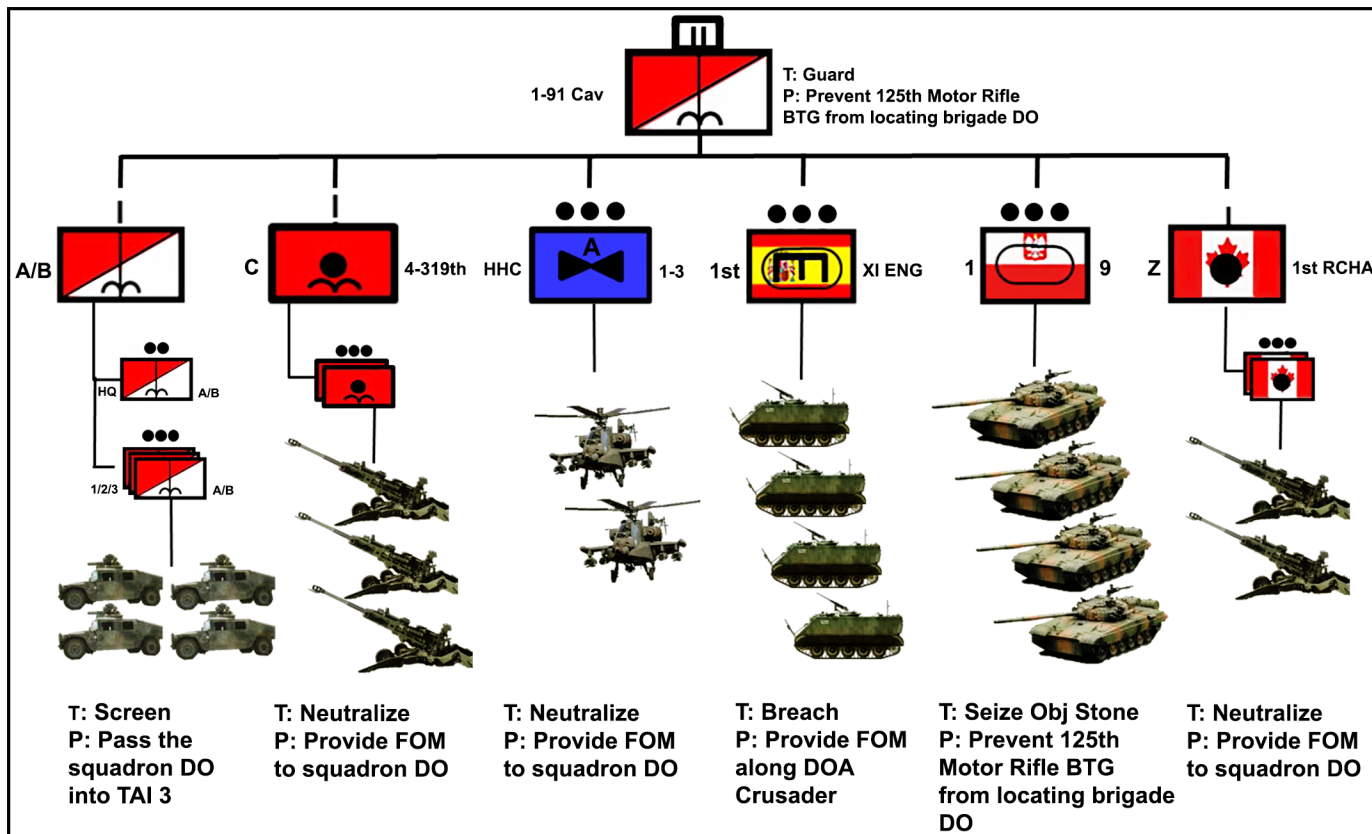 1-91 Cav
T: Guard
P: Prevent 125th Motor Rifle
BTG from locating brigade DO
A/B
C
4-319th
HHC
A
1-3
1st
XI ENG
1
9
Z
1st RCHA
HQ
A/B
1/2/3
A/B
T: Screen
P: Pass the
squadron DO
into TAI 3
T: Neutralize
P: Provide FOM
to squadron DO
T: Neutralize
P: Provide FOM
to squadron DO
T: Breach
P: Provide FOM
along DOA
Crusader
T: Seize Obj Stone
P: Prevent 125th
Motor Rifle BTG
from locating brigade
DO
T: Neutralize
P: Provide FOM
to squadron DO